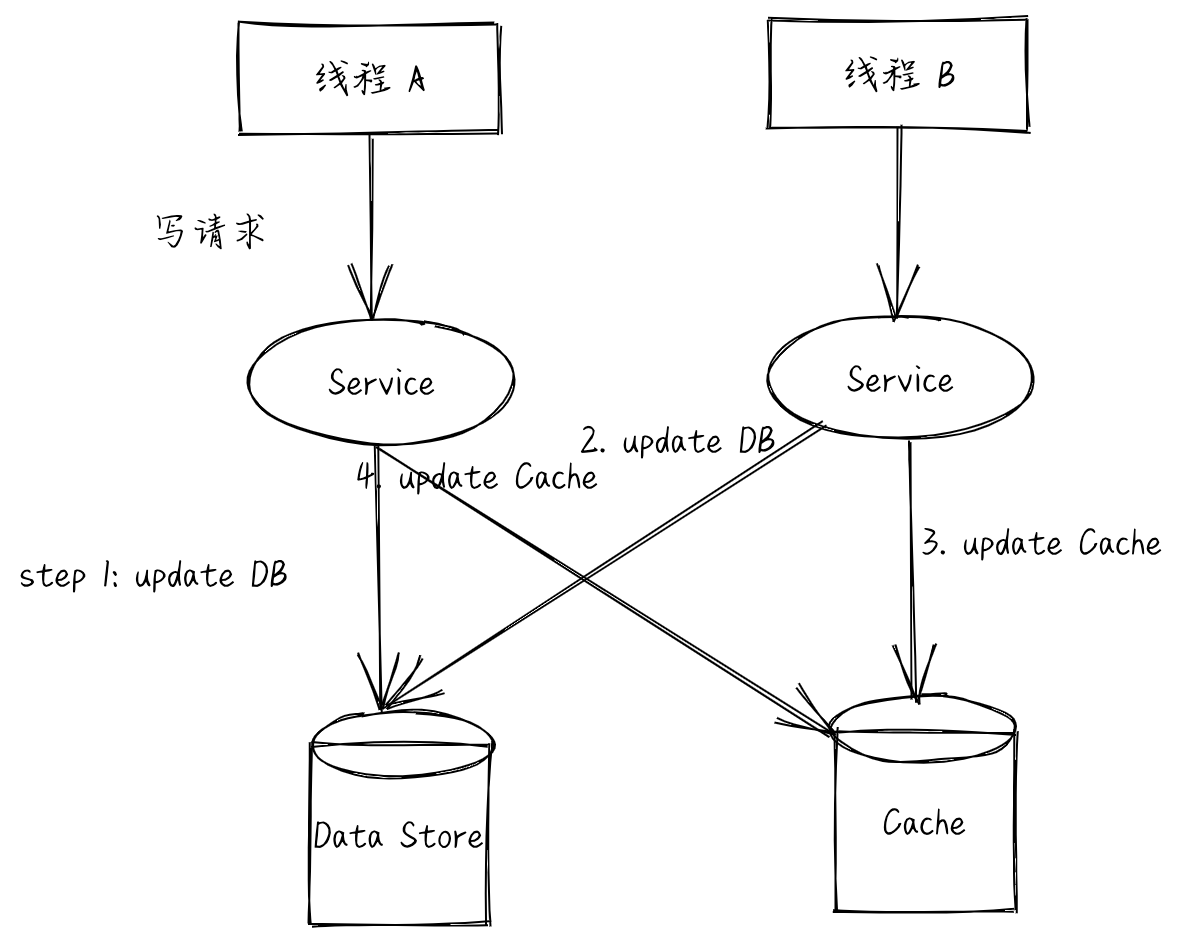 线程 A
线程 B
写请求
Service
Service
2. update DB
4. update Cache
3. update Cache
step 1: update DB
Data Store
Cache